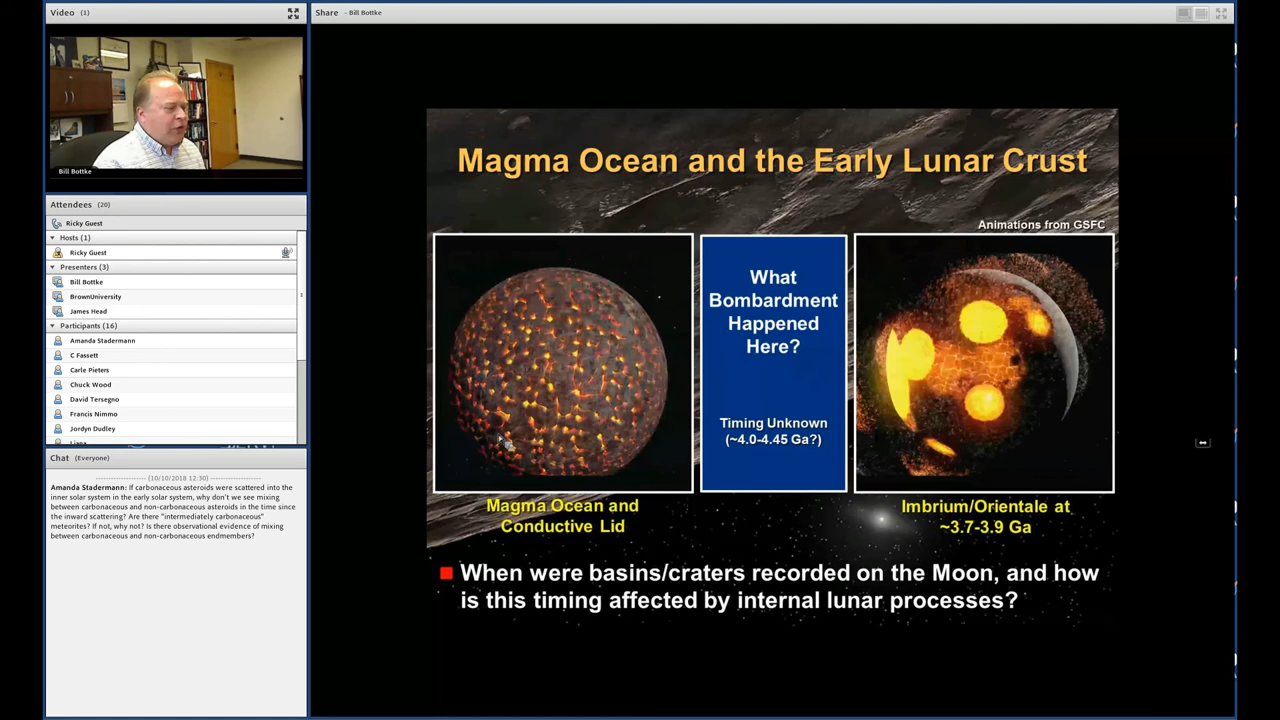 Video (1)
Bill Bottke
Attendees (20)
Ricky Guest
Hosts (1)
Ricky Guest
Presenters (3)
Bill Bottke
BrownUniversity
James Head
Participants (16)
Amanda Stadermann
C Fassett
Carle Pieters
Chuck Wood
David Tersegno
Francis Nimmo
Jordyn Dudley
Chat (Everyone)
(10/10/2018 12:30)
Amanda Stadermann: If carbonaceous asteroids were scattered into the
inner solar system in the early solar system, why don't we see mixing
between carbonaceous and non-carbonaceous asteroids in the time since
the inward scattering? Are there "intermediately carbonaceous"
meteorites? If not, why not? Is there observational evidence of mixing
between carbonaceous and non-carbonaceous endmembers?
Share - Bill Bottke
Magma Ocean and the Early Lunar Crust
Animations from GSFC
What
Bombardment
Happened
Here?
Timing Unknown
(~4.0-4.45 Ga?)
Magma Ocean and
Conductive Lid
Imbrium/Orientale at
~3.7-3.9 Ga
When were basins/craters recorded on the Moon, and how
is this timing affected by internal lunar processes?